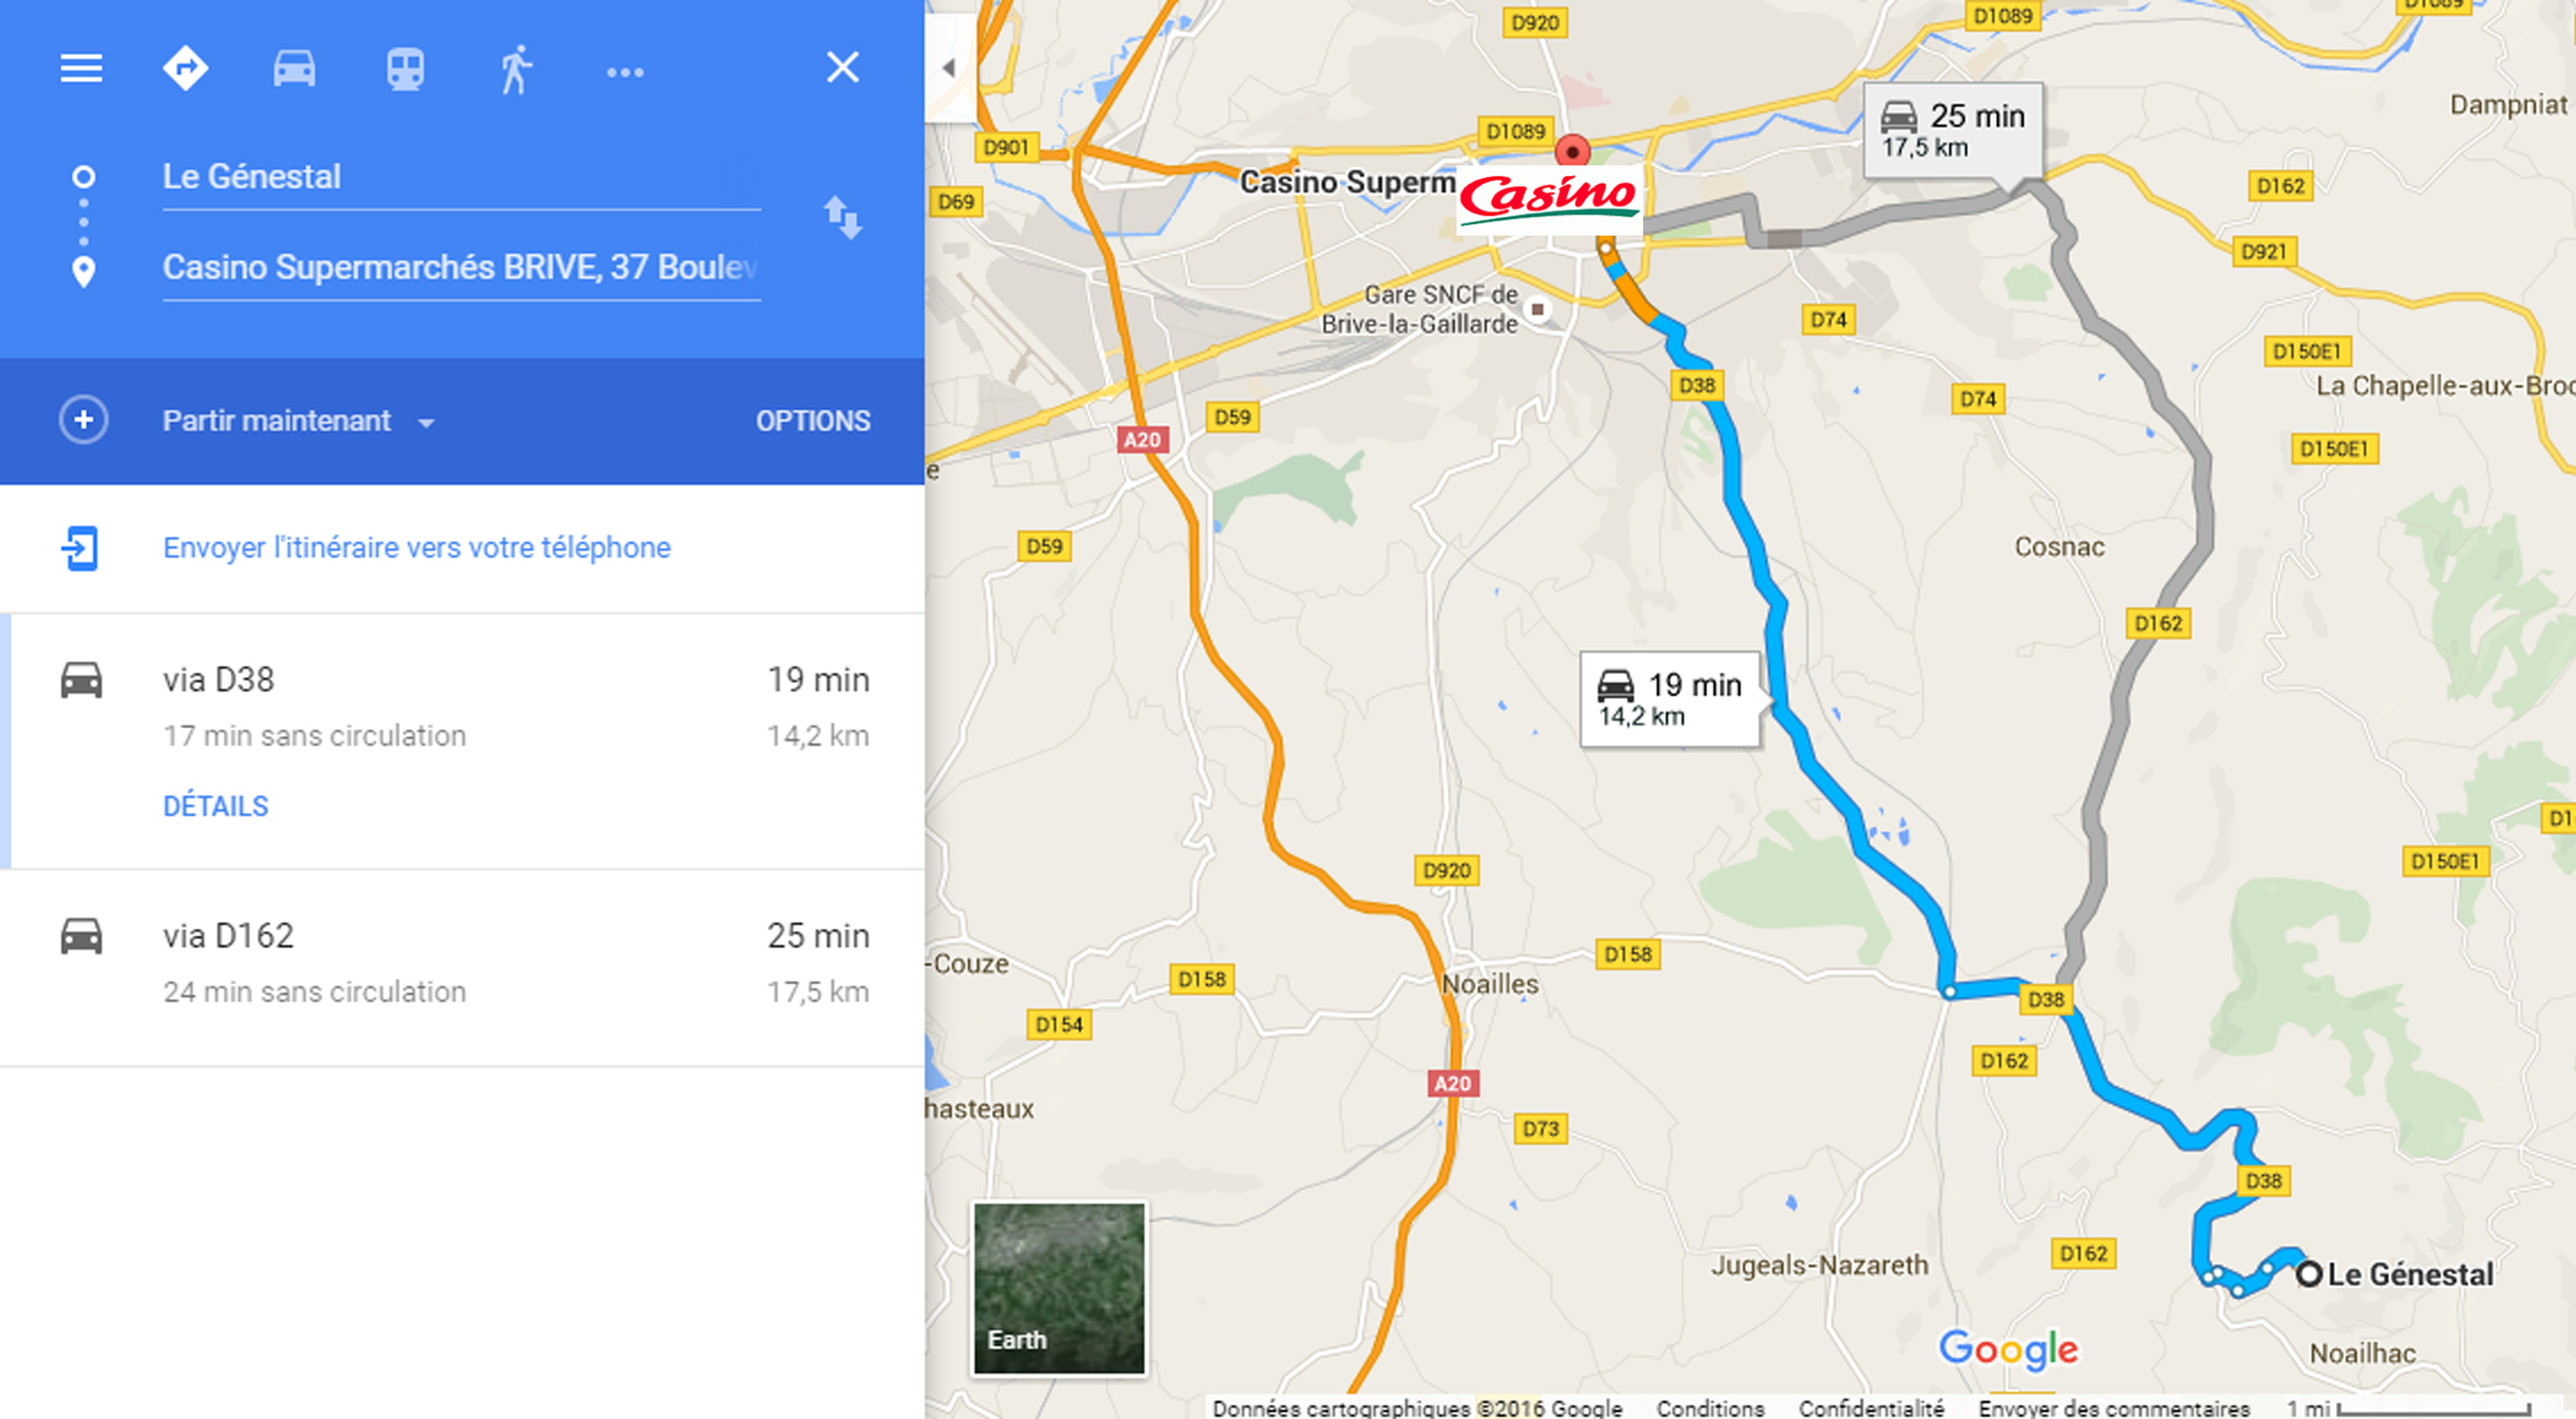 Le Génestal
Casino Supermarchés BRIVE, 37 Boulev
Partir maintenant
OPTIONS
Envoyer l'itinéraire vers votre téléphone
via D38
19 min
17 min sans circulation
14,2 km
DÉTAILS
via D162
25 min
24 min sans circulation
17,5 km
D920
D1089
D1089
Dampniat
D1089
25 min
17,5 km
D901
D69
Casino Superm
Casino
D162
D921
Gare SNCF de
Brive-la-Gaillarde
D74
D150E1
La Chapelle-aux-Broc
D38
D74
D59
A20
D150E1
e
D59
Cosnac
D162
19 min
14,2 km
D1
D920
D150E1
-Couze
D158
Noailles
D158
D38
D154
D162
A20
hasteaux
D73
D38
Jugeals-Nazareth
D162
Le Génestal
Earth
Google
Noailhac
Données cartographiques ©2016 Google
Conditions
Confidentialité
Envoyer des commentaires
1 mi